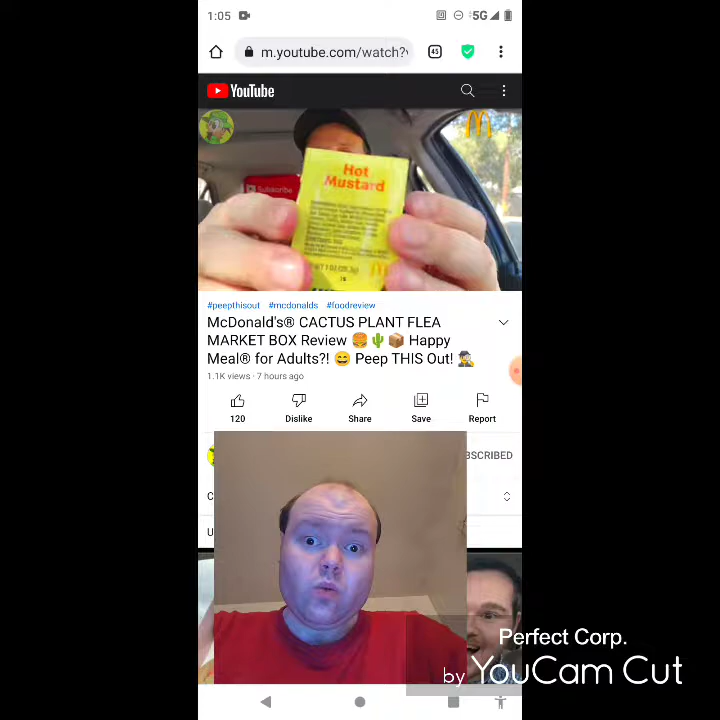 1:05
5G
m.youtube.com/watch?v
45
YouTube
Subscribe
Hot
Mustard
#peepthisout #mcdonalds #foodreview
McDonald's® CACTUS PLANT FLEA
MARKET BOX Review 🍔🌵📦 Happy
Meal® for Adults?! 😄 Peep THIS Out! 🕵️
1.1K views · 7 hours ago
120
Dislike
Share
Save
Report
BSCRIBED
C
U
Perfect Corp.
by YouCam Cut